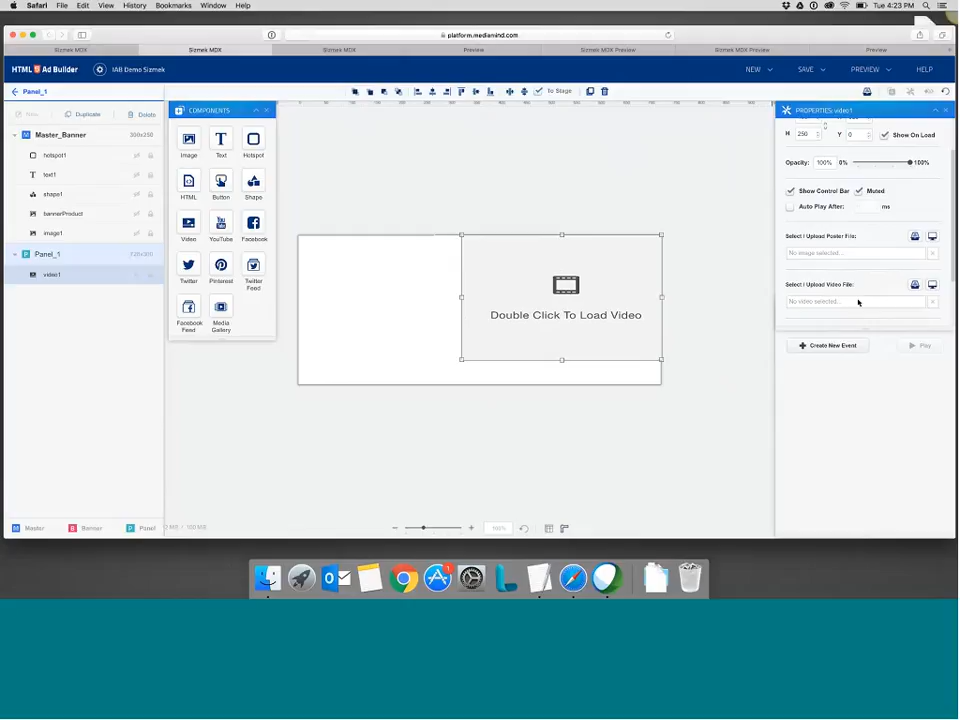 Safari File Edit View History Bookmarks Window Help
Tue 4:23 PM
platform.mediamind.com
Sizmek MDX Sizmek MDX Sizmek MDX Preview Sizmek MDX Preview Sizmek MDX Preview Preview
HTML Ad Builder IAB Demo Sizmek NEW SAVE PREVIEW HELP
Panel_1
To Stage
Duplicate Delete
Master_Banner 300x250
hotspot1
text1
shape1
bannerProduct
image1
Panel_1
video1
Master Banner Panel
COMPONENTS
Image Text Hotspot
HTML Button Shape
Video YouTube Facebook
Twitter Pinterest Twitter Feed
Facebook Feed Media Gallery
Double Click To Load Video
100%
PROPERTIES: video1
H 250 Y 0 Show On Load
Opacity: 100% 0% 100%
Show Control Bar Muted
Auto Play After: ms
Select / Upload Poster File:
No image selected...
Select / Upload Video File:
No video selected...
Create New Event Play